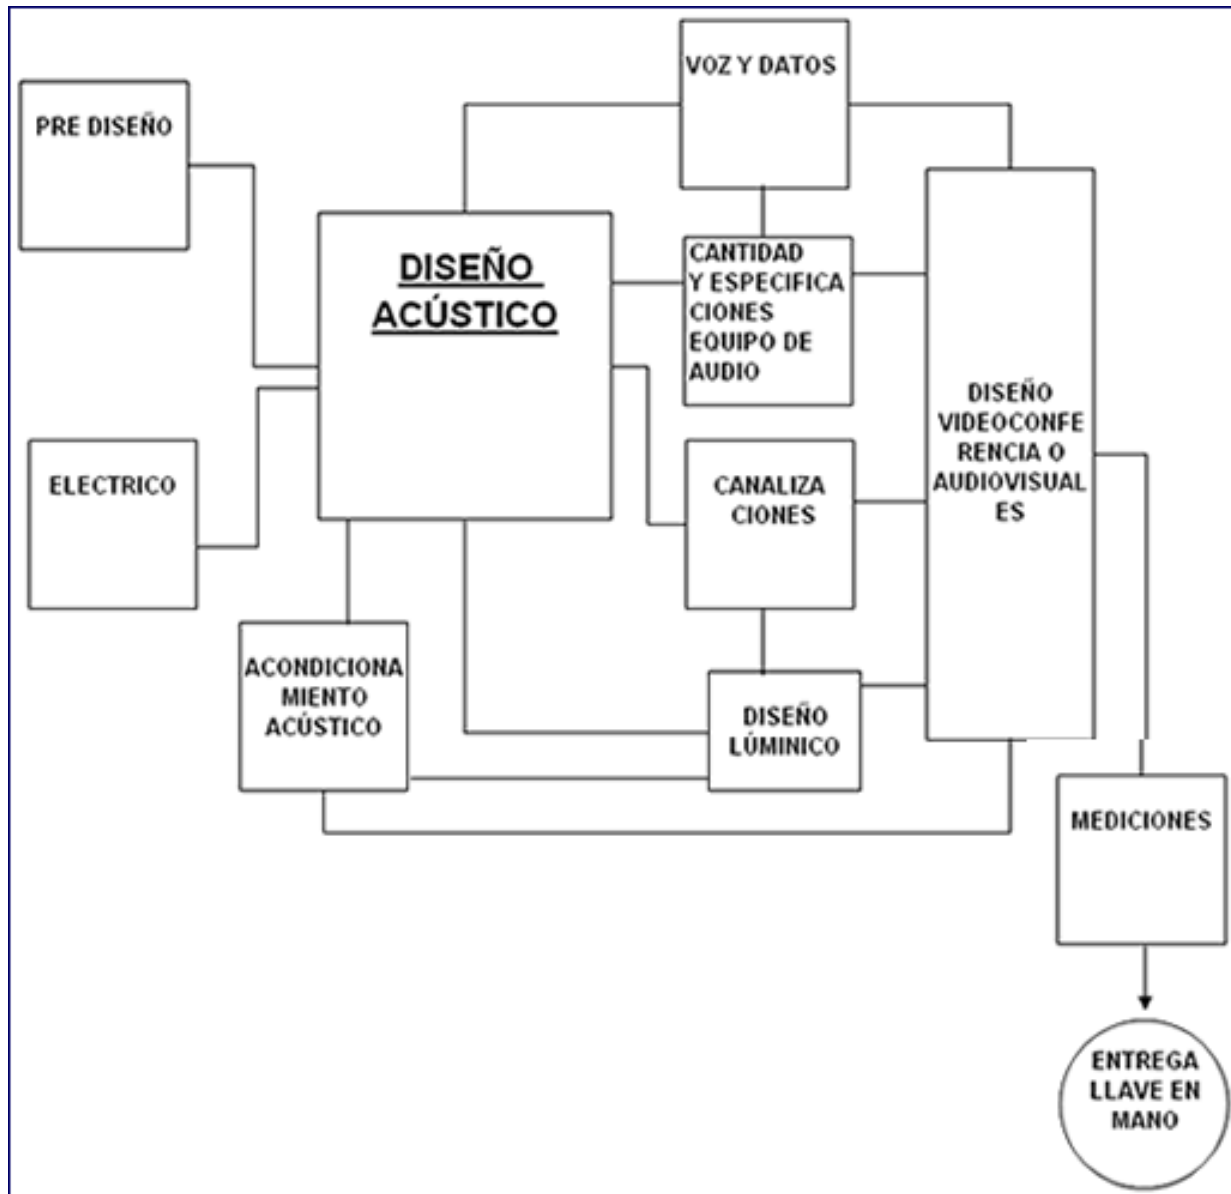 VOZ Y DATOS
PRE DISEÑO
DISEÑO
ACÚSTICO
CANTIDAD
Y ESPECIFICA
CIONES
EQUIPO DE
AUDIO
DISEÑO
VIDEOCONFE
RENCIA O
AUDIOVISUAL
ES
ELECTRICO
CANALIZA
CIONES
ACONDICIONA
MIENTO
ACÚSTICO
DISEÑO
LÚMINICO
MEDICIONES
ENTREGA
LLAVE EN
MANO